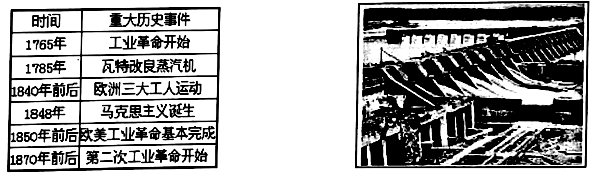 时间 重大历史事件
1765年 工业革命开始
1785年 瓦特改良蒸汽机
1840年前后 欧洲三大工人运动
1848年 马克思主义诞生
1850年前后 欧美工业革命基本完成
1870年前后 第二次工业革命开始